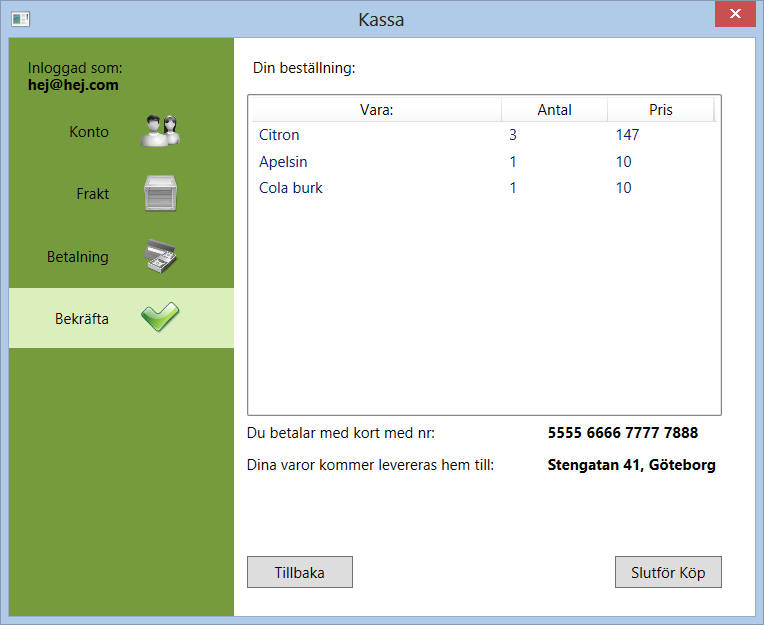 Kassa
Inloggad som:
hej@hej.com
Konto
Frakt
Betalning
Bekräfta
Din beställning:
Vara: Antal Pris
Citron 3 147
Apelsin 1 10
Cola burk 1 10
Du betalar med kort med nr: 5555 6666 7777 7888
Dina varor kommer levereras hem till: Stengatan 41, Göteborg
Tillbaka Slutför Köp